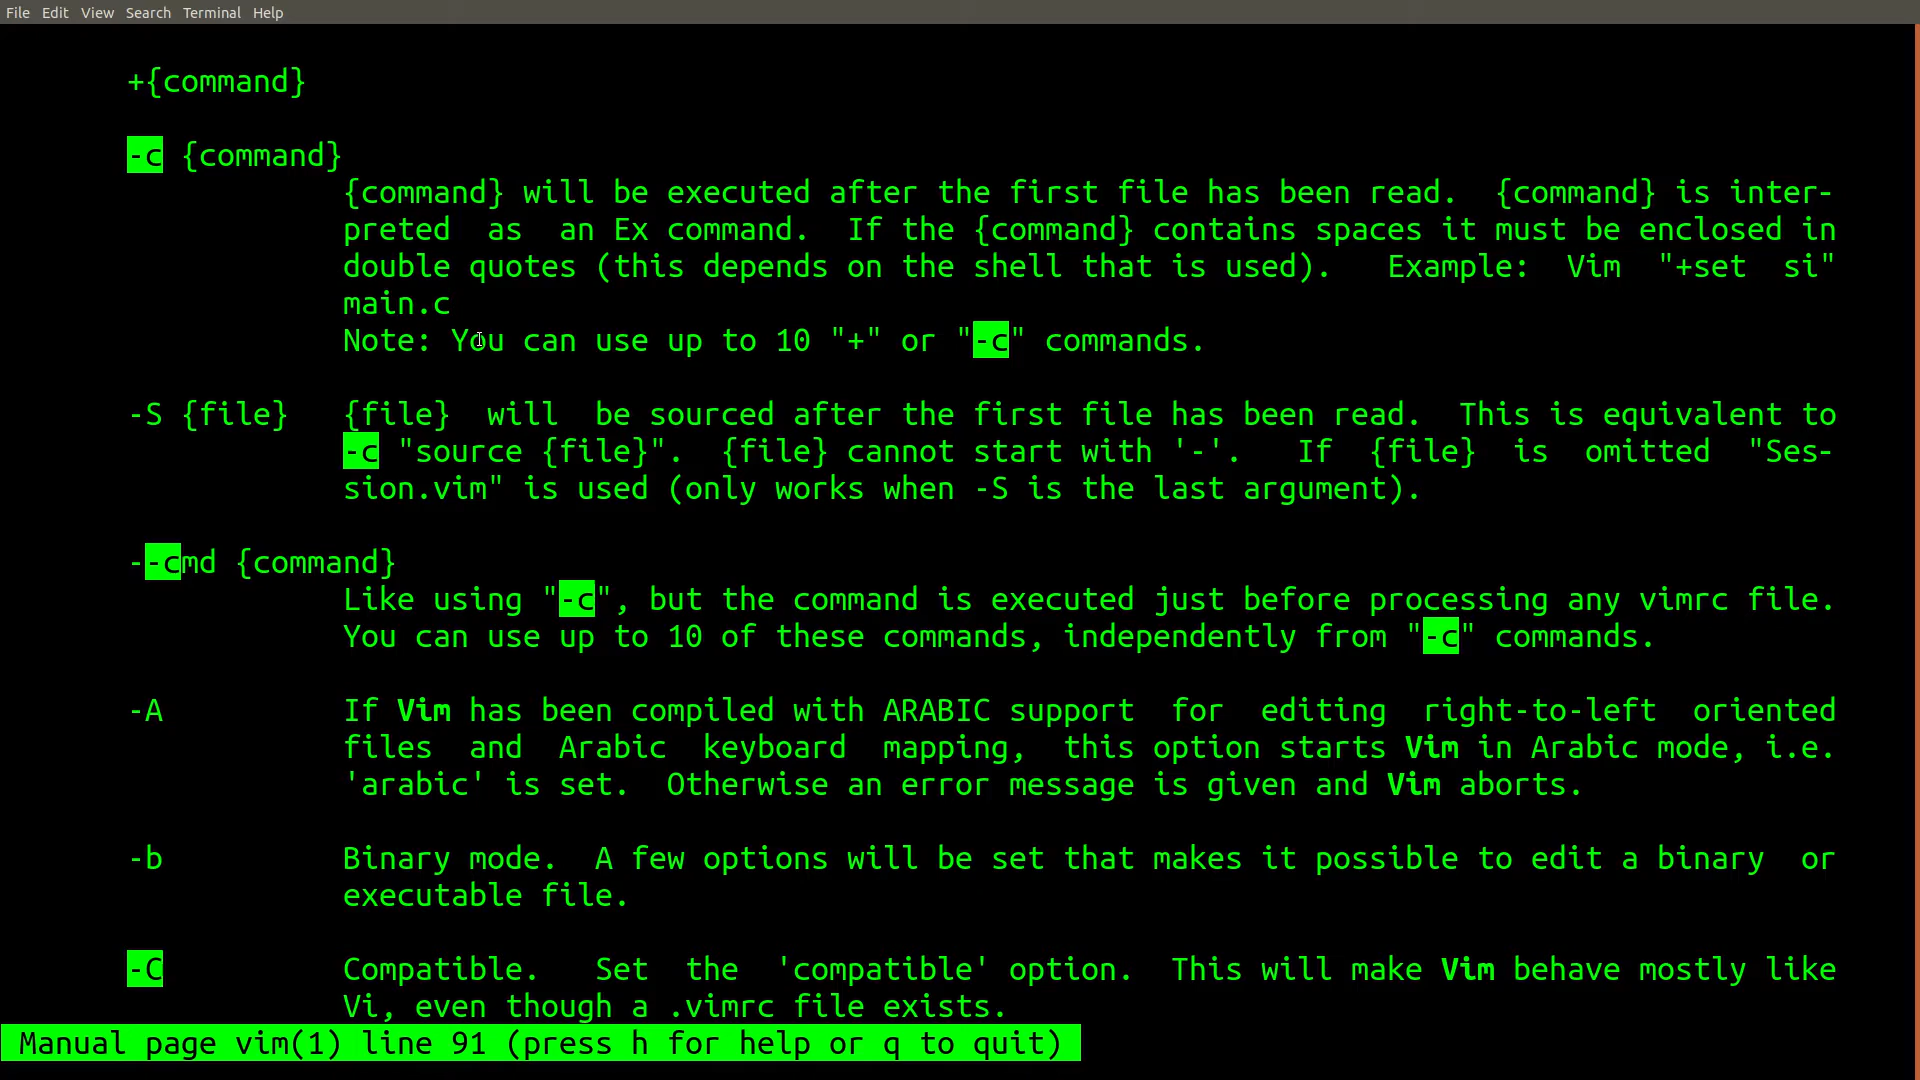 File Edit View Search Terminal Help
+{command}
-c {command}
{command} will be executed after the first file has been read.  {command} is inter-
preted  as  an Ex command.  If the {command} contains spaces it must be enclosed in
double quotes (this depends on the shell that is used).   Example:  Vim  "+set  si"
main.c
Note: You can use up to 10 "+" or "-c" commands.
-S {file}   {file}  will  be sourced after the first file has been read.  This is equivalent to
-c "source {file}".  {file} cannot start with '-'.   If  {file}  is  omitted  "Ses-
sion.vim" is used (only works when -S is the last argument).
--cmd {command}
Like using "-c", but the command is executed just before processing any vimrc file.
You can use up to 10 of these commands, independently from "-c" commands.
-A          If Vim has been compiled with ARABIC support  for  editing  right-to-left  oriented
files  and  Arabic  keyboard  mapping,  this option starts Vim in Arabic mode, i.e.
'arabic' is set.  Otherwise an error message is given and Vim aborts.
-b          Binary mode.  A few options will be set that makes it possible to edit a binary  or
executable file.
-C          Compatible.   Set  the  'compatible' option.  This will make Vim behave mostly like
Vi, even though a .vimrc file exists.
Manual page vim(1) line 91 (press h for help or q to quit)